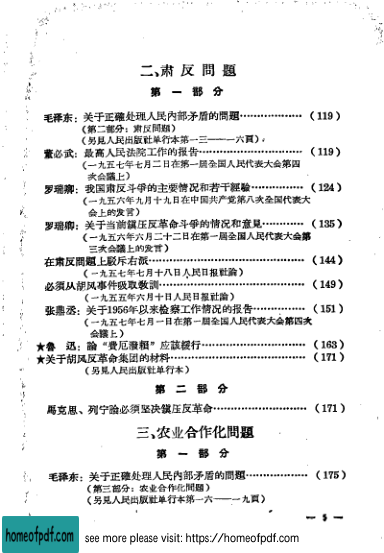 二、肃反問題
第一部分
毛泽东：关于正確处理人民內部矛盾的問題……………（119）
（第二部分：肃反問題）
（另見人民出版社单行本第一三——一六頁）
董必武：最高人民法院工作的报告……………………（119）
（一九五七年七月二日在第一届全国人民代表大会第四
次会議上）
罗瑞卿：我国肃反斗爭的主要情况和若干經驗…………（124）
（一九五六年九月十九日在中国共产党第八次全国代表大
会上的发言）
罗瑞卿：关于当前鎭压反革命斗爭的情况和意見………（135）
（一九五六年六月二十二日在第一届全国人民代表大会第
三次会議上的发言）
在肃反問題上駁斥右派……………………………………（144）
（一九五七年七月十八日人民日报社論）
必須从胡风事件吸取敎訓…………………………………（149）
（一九五五年六月十日人民日报社論）
张鼎丞：关于1956年以来檢察工作情况的报告…………（151）
（一九五七年七月一日在第一届全国人民代表大会第四次
会議上）
★魯　迅：論“費厄潑賴”应該緩行………………………（163）
★关于胡风反革命集团的材料………………………………（171）
（另見人民出版社单行本）
第二部分
馬克思、列宁論必須坚决鎭压反革命……………………（171）
三、农业合作化問題
第一部分
毛泽东：关于正確处理人民內部矛盾的問題……………（175）
（第三部分：农业合作化問題）
（另見人民出版社单行本第一六——一九頁）
— 5 —
homeofpdf.com
see more please visit: https://homeofpdf.com